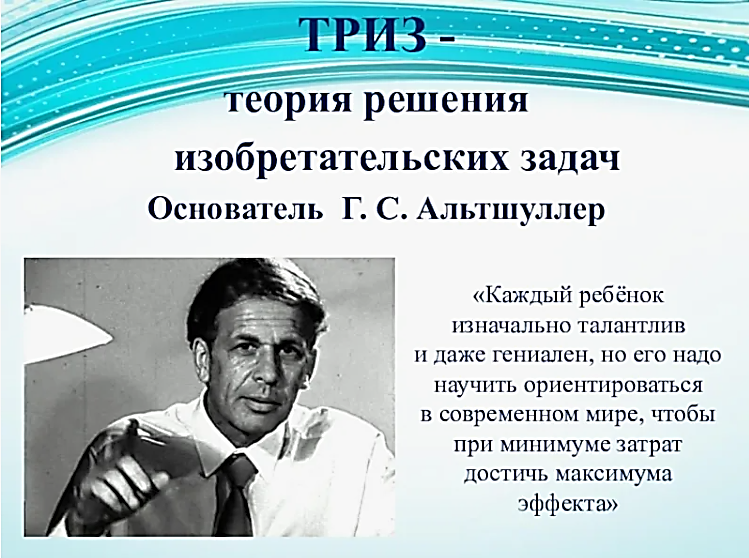 ТРИЗ -
теория решения
изобретательских задач
Основатель Г. С. Альтшуллер
«Каждый ребёнок
изначально талантлив
и даже гениален, но его надо
научить ориентироваться
в современном мире, чтобы
при минимуме затрат
достичь максимума
эффекта»